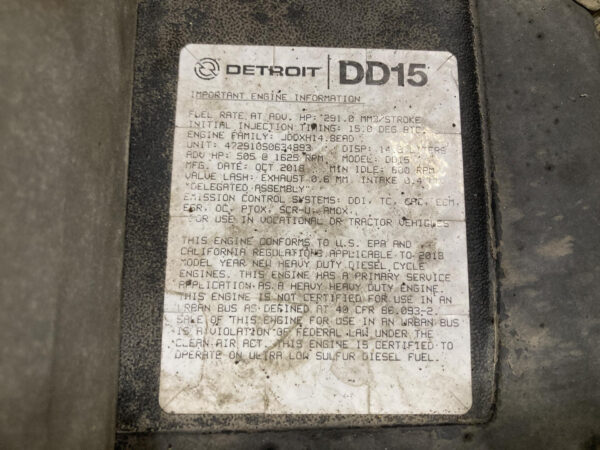 DETROIT DD15
IMPORTANT ENGINE INFORMATION
FUEL RATE AT ADV. HP: 291.0 MM3/STROKE
INITIAL INJECTION TIMING: 15.0 DEG BTC
ENGINE FAMILY: JDDXH14.8EAD
UNIT: 472910S0634893 DISP: LITERS
ADV HP: 505 @ 1625 RPM MODEL: DD15
MFG. DATE: OCT 2018 MIN IDLE: 600 RPM
VALVE LASH: EXHAUST 0.6 MM, INTAKE 0.4
"DELEGATED ASSEMBLY"
EMISSION CONTROL SYSTEMS: DDI, TC, CAC, ECM,
EGR, OC, PTOX, SCR-U, AMOX,
FOR USE IN VOCATIONAL OR TRACTOR VEHICLES
THIS ENGINE CONFORMS TO U.S. EPA AND
CALIFORNIA REGULATIONS APPLICABLE TO 2018
MODEL YEAR NEW HEAVY DUTY DIESEL CYCLE
ENGINES. THIS ENGINE HAS A PRIMARY SERVICE
APPLICATION AS A HEAVY HEAVY DUTY ENGINE.
THIS ENGINE IS NOT CERTIFIED FOR USE IN AN
URBAN BUS AS DEFINED AT 40 CFR 86.093-2.
SALE OF THIS ENGINE FOR USE IN AN URBAN BUS
IS A VIOLATION OF FEDERAL LAW UNDER THE
CLEAN AIR ACT. THIS ENGINE IS CERTIFIED TO
OPERATE ON ULTRA LOW SULFUR DIESEL FUEL.